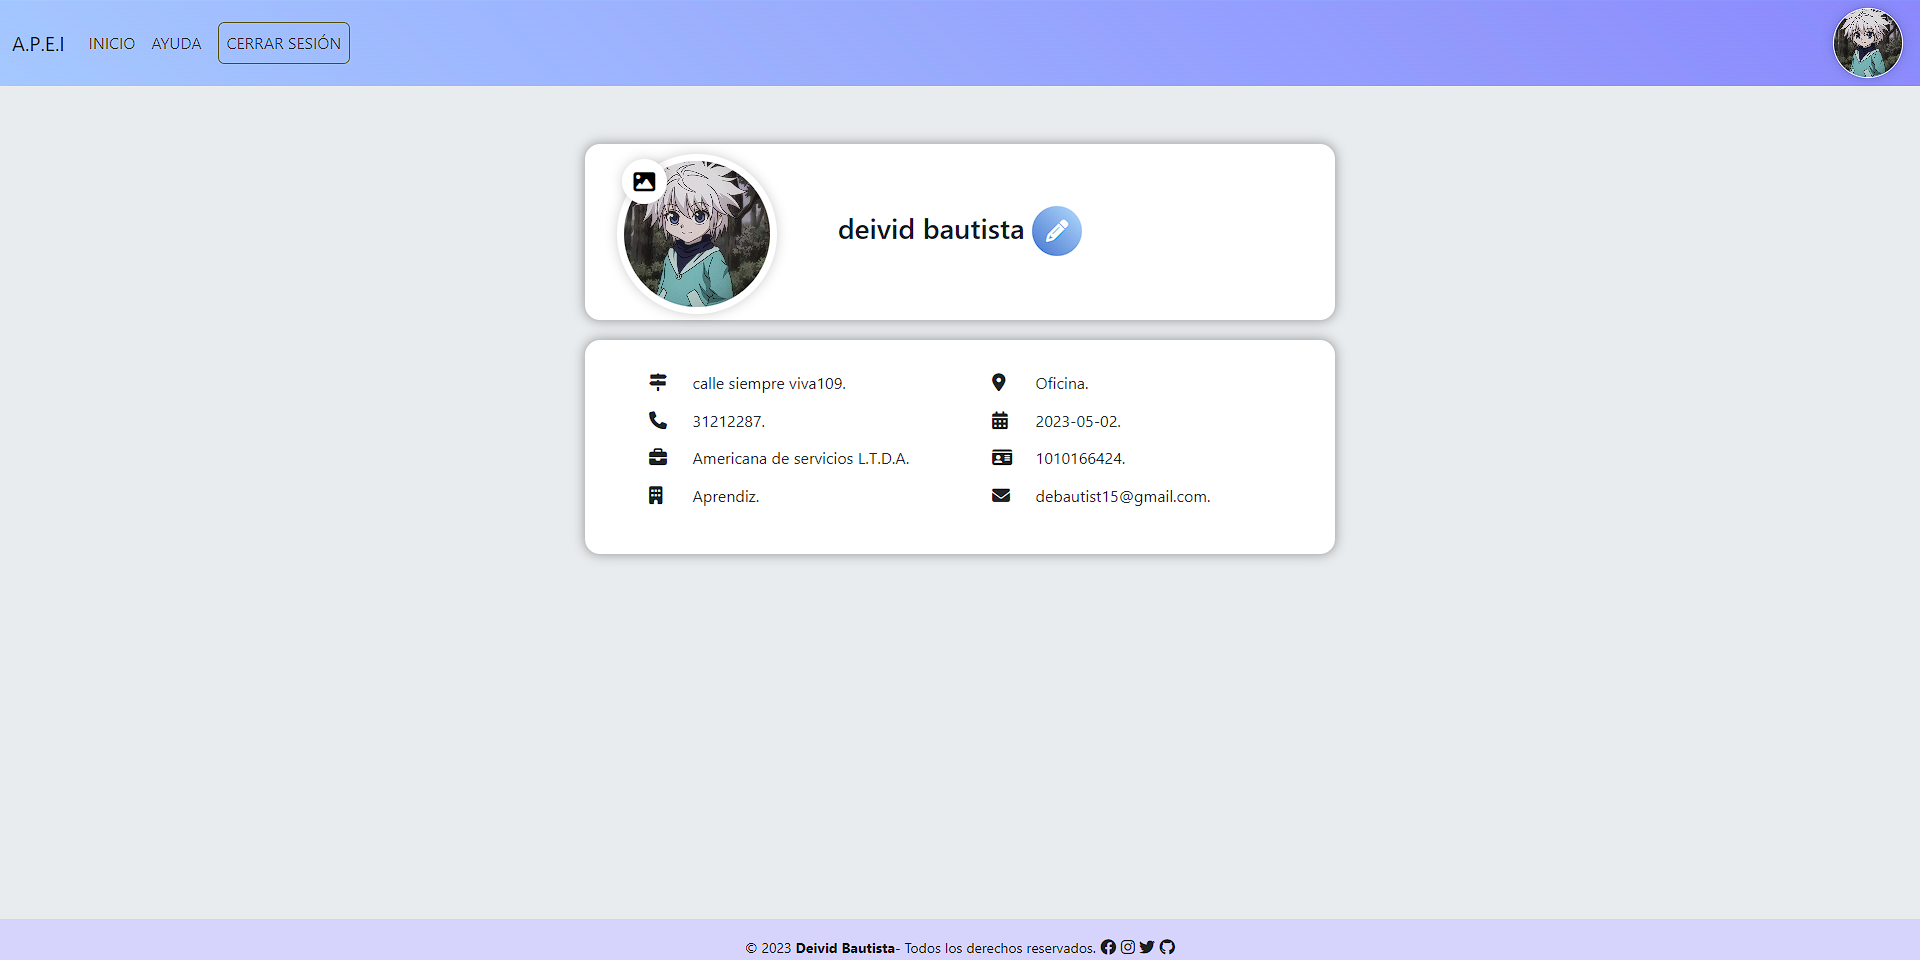 A.P.E.I INICIO AYUDA CERRAR SESIÓN
deivid bautista
calle siempre viva109. Oficina.
31212287. 2023-05-02.
Americana de servicios L.T.D.A. 1010166424.
Aprendiz. debautist15@gmail.com.
© 2023 Deivid Bautista- Todos los derechos reservados.